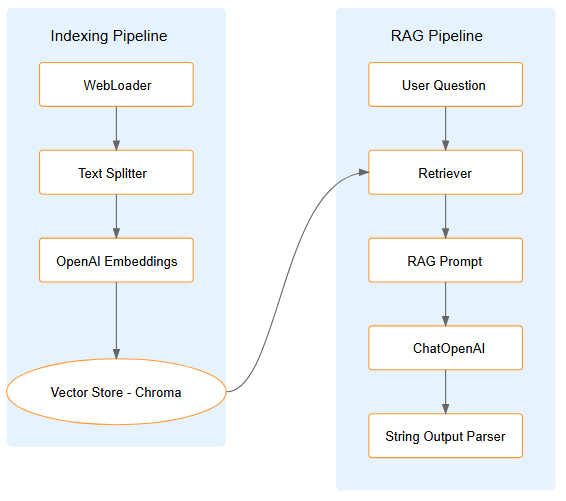 Indexing Pipeline
WebLoader
Text Splitter
OpenAI Embeddings
Vector Store - Chroma
RAG Pipeline
User Question
Retriever
RAG Prompt
ChatOpenAI
String Output Parser